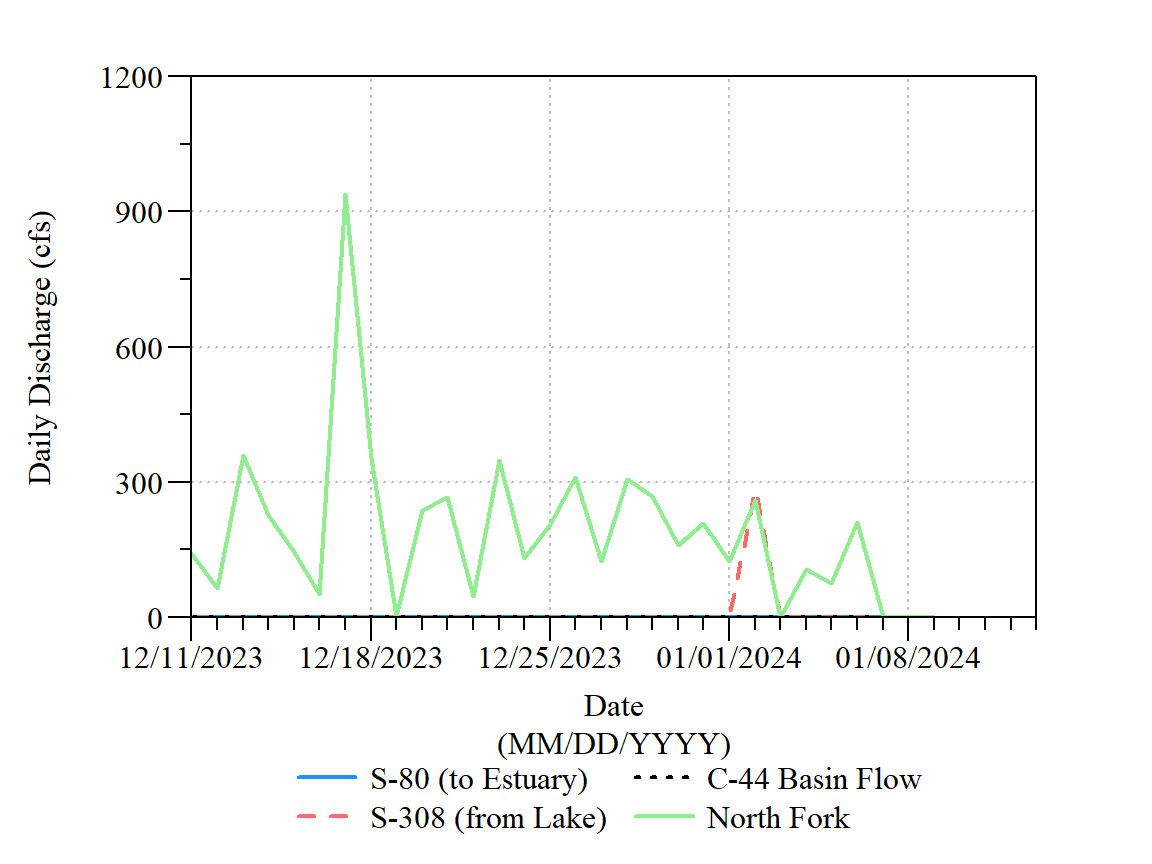 1200
900
600
300
0
Daily Discharge (cfs)
12/11/2023 12/18/2023 12/25/2023 01/01/2024 01/08/2024
Date
(MM/DD/YYYY)
S-80 (to Estuary) C-44 Basin Flow
S-308 (from Lake) North Fork